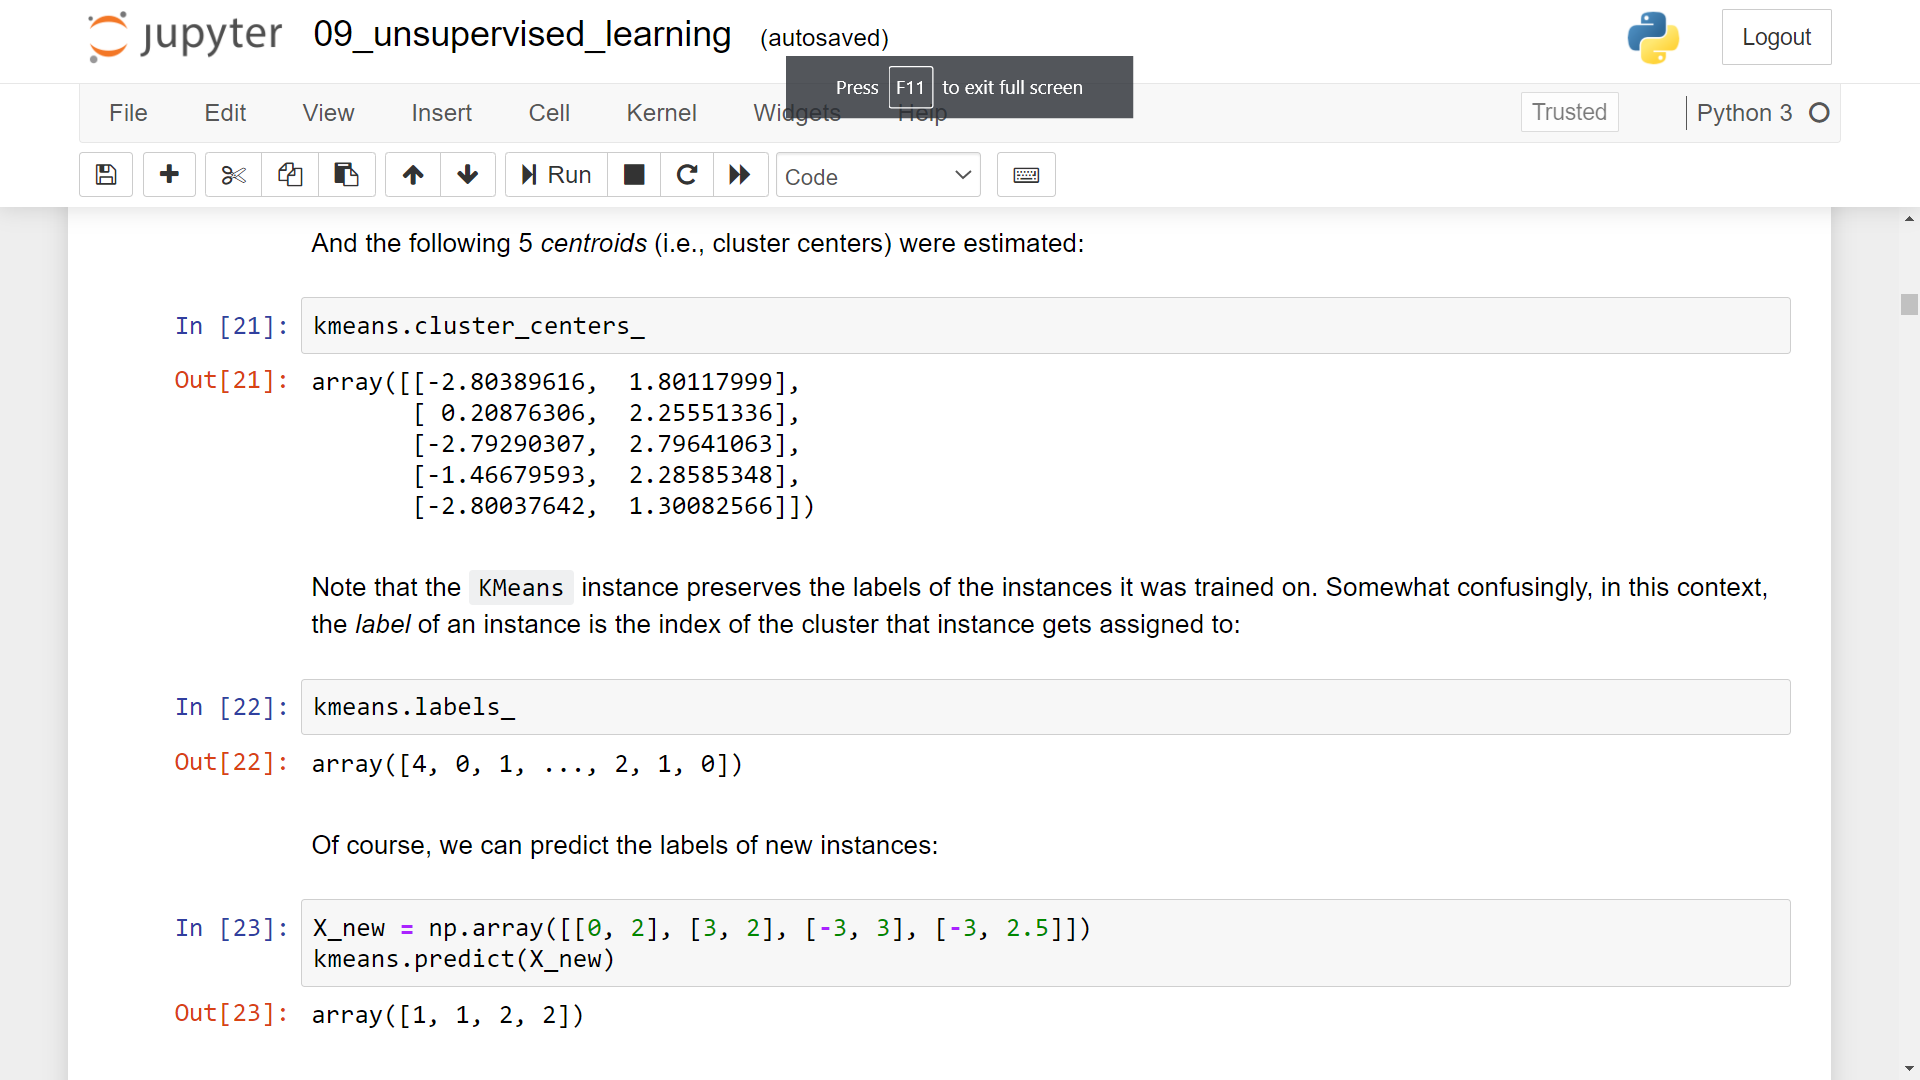 jupyter 09_unsupervised_learning (autosaved)
Logout
Press F11 to exit full screen
File Edit View Insert Cell Kernel Widgets Help
Trusted
Python 3
Run
Code
And the following 5 centroids (i.e., cluster centers) were estimated:
In [21]: kmeans.cluster_centers_
Out[21]: array([[-2.80389616,  1.80117999],
       [ 0.20876306,  2.25551336],
       [-2.79290307,  2.79641063],
       [-1.46679593,  2.28585348],
       [-2.80037642,  1.30082566]])
Note that the KMeans instance preserves the labels of the instances it was trained on. Somewhat confusingly, in this context,
the label of an instance is the index of the cluster that instance gets assigned to:
In [22]: kmeans.labels_
Out[22]: array([4, 0, 1, ..., 2, 1, 0])
Of course, we can predict the labels of new instances:
In [23]: X_new = np.array([[0, 2], [3, 2], [-3, 3], [-3, 2.5]])
kmeans.predict(X_new)
Out[23]: array([1, 1, 2, 2])